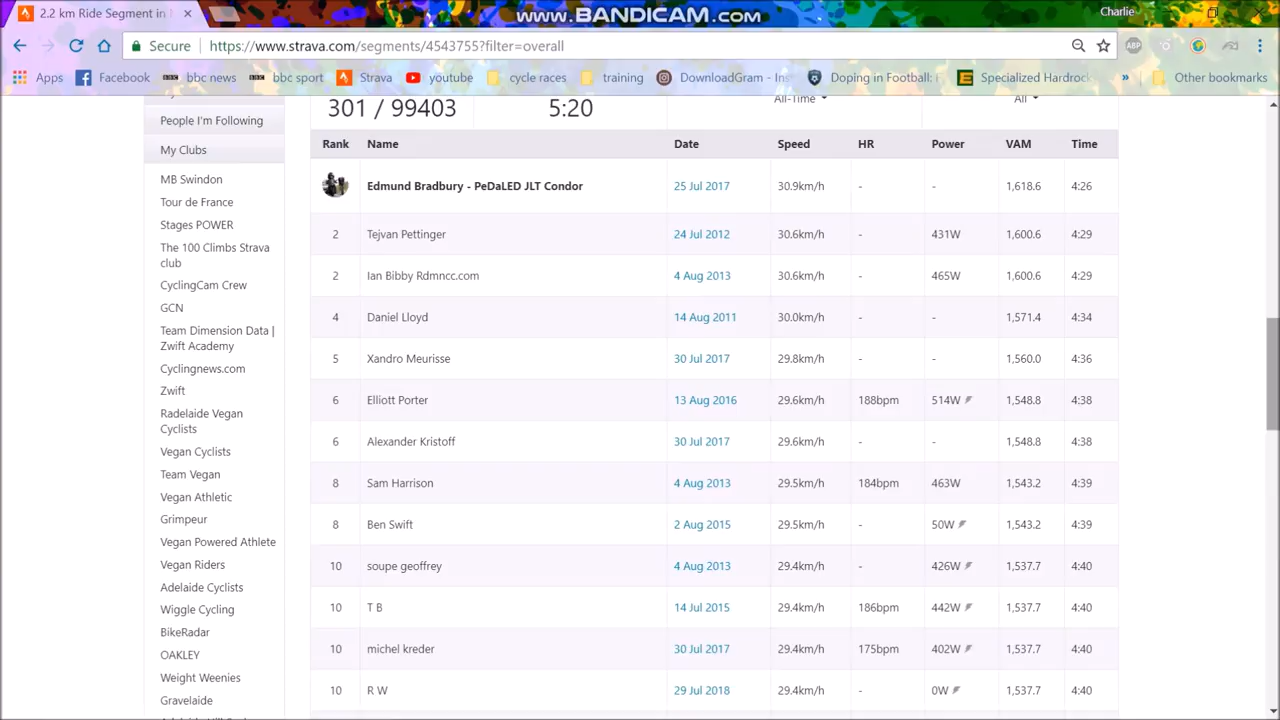 2.2 km Ride Segment in
www.BANDICAM.com
Charlie
Secure
https://www.strava.com/segments/4543755?filter=overall
ABP
Apps
Facebook
bbc news
bbc sport
Strava
youtube
cycle races
training
DownloadGram - Ins
Doping in Football:
Specialized Hardrock
»
Other bookmarks
People I'm Following
My Clubs
MB Swindon
Tour de France
Stages POWER
The 100 Climbs Strava
club
CyclingCam Crew
GCN
Team Dimension Data |
Zwift Academy
Cyclingnews.com
Zwift
Radelaide Vegan
Cyclists
Vegan Cyclists
Team Vegan
Vegan Athletic
Grimpeur
Vegan Powered Athlete
Vegan Riders
Adelaide Cyclists
Wiggle Cycling
BikeRadar
OAKLEY
Weight Weenies
Gravelaide
301 / 99403
5:20
All-Time
All
Rank Name Date Speed HR Power VAM Time
Edmund Bradbury - PeDaLED JLT Condor 25 Jul 2017 30.9km/h - - 1,618.6 4:26
2 Tejvan Pettinger 24 Jul 2012 30.6km/h - 431W 1,600.6 4:29
2 Ian Bibby Rdmncc.com 4 Aug 2013 30.6km/h - 465W 1,600.6 4:29
4 Daniel Lloyd 14 Aug 2011 30.0km/h - - 1,571.4 4:34
5 Xandro Meurisse 30 Jul 2017 29.8km/h - - 1,560.0 4:36
6 Elliott Porter 13 Aug 2016 29.6km/h 188bpm 514W 1,548.8 4:38
6 Alexander Kristoff 30 Jul 2017 29.6km/h - - 1,548.8 4:38
8 Sam Harrison 4 Aug 2013 29.5km/h 184bpm 463W 1,543.2 4:39
8 Ben Swift 2 Aug 2015 29.5km/h - 50W 1,543.2 4:39
10 soupe geoffrey 4 Aug 2013 29.4km/h - 426W 1,537.7 4:40
10 T B 14 Jul 2015 29.4km/h 186bpm 442W 1,537.7 4:40
10 michel kreder 30 Jul 2017 29.4km/h 175bpm 402W 1,537.7 4:40
10 R W 29 Jul 2018 29.4km/h - 0W 1,537.7 4:40